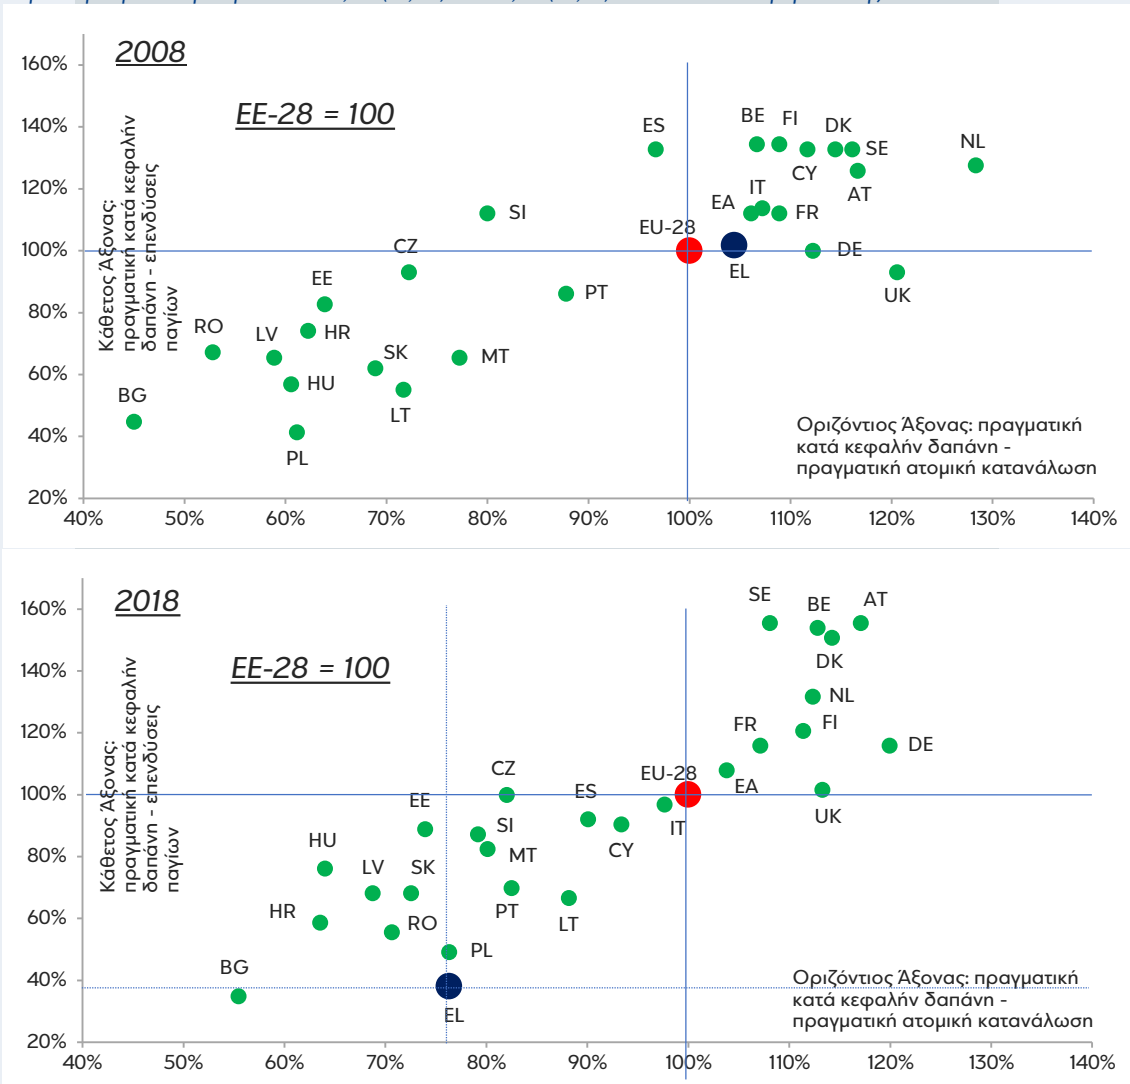 2008
EE-28 = 100
160%
140%
120%
100%
80%
60%
40%
20%
Κάθετος Άξονας:
πραγματική κατά κεφαλήν
δαπάνη - επενδύσεις
παγίων
ES
BE
FI
DK
SE
NL
CY
AT
IT
EA
FR
SI
EU-28
CZ
EL
DE
UK
EE
PT
RO
LV
HR
SK
MT
HU
LT
BG
PL
Οριζόντιος Άξονας: πραγματική
κατά κεφαλήν δαπάνη -
πραγματική ατομική κατανάλωση
40%
50%
60%
70%
80%
90%
100%
110%
120%
130%
140%
2018
EE-28 = 100
160%
140%
120%
100%
80%
60%
40%
20%
Κάθετος Άξονας:
πραγματική κατά κεφαλήν
δαπάνη - επενδύσεις
παγίων
SE
BE
AT
DK
NL
FR
FI
DE
CZ
EU-28
EA
EE
ES
UK
SI
IT
HU
MT
CY
LV
SK
HR
RO
PT
LT
PL
BG
EL
Οριζόντιος Άξονας: πραγματική
κατά κεφαλήν δαπάνη -
πραγματική ατομική κατανάλωση
40%
50%
60%
70%
80%
90%
100%
110%
120%
130%
140%